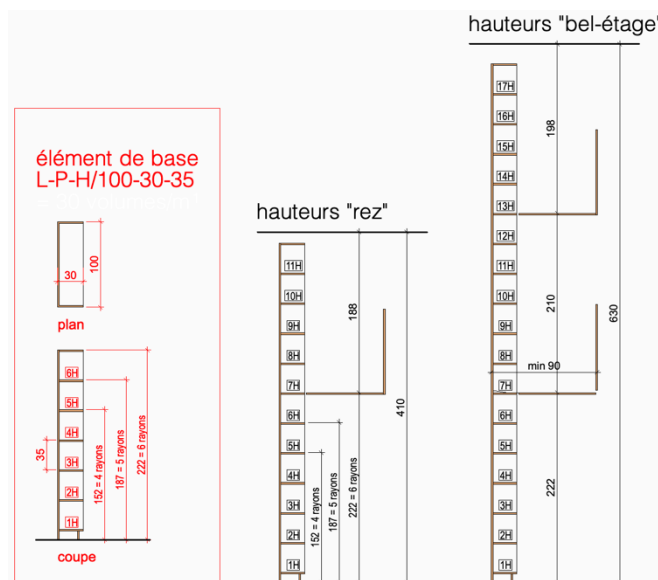 hauteurs "bel-étage"
élément de base
L-P-H/100-30-35
30
100
plan
6H
5H
4H
3H
2H
1H
35
152 = 4 rayons
187 = 5 rayons
222 = 6 rayons
coupe
hauteurs "rez"
11H
10H
9H
8H
7H
6H
5H
4H
3H
2H
1H
188
410
152 = 4 rayons
187 = 5 rayons
222 = 6 rayons
17H
16H
15H
14H
13H
12H
11H
10H
9H
8H
7H
6H
5H
4H
3H
2H
1H
198
210
min 90
222
630